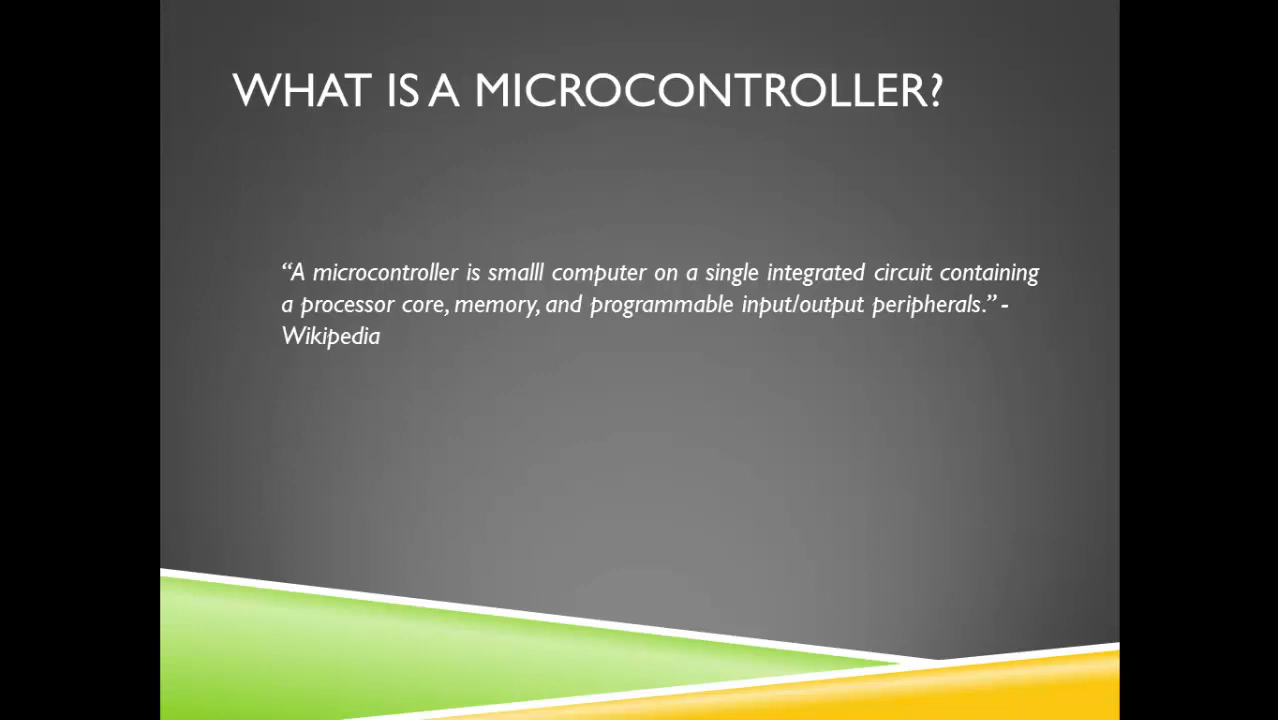 WHAT IS A MICROCONTROLLER?
“A microcontroller is smalll computer on a single integrated circuit containing
a processor core, memory, and programmable input/output peripherals.” -
Wikipedia